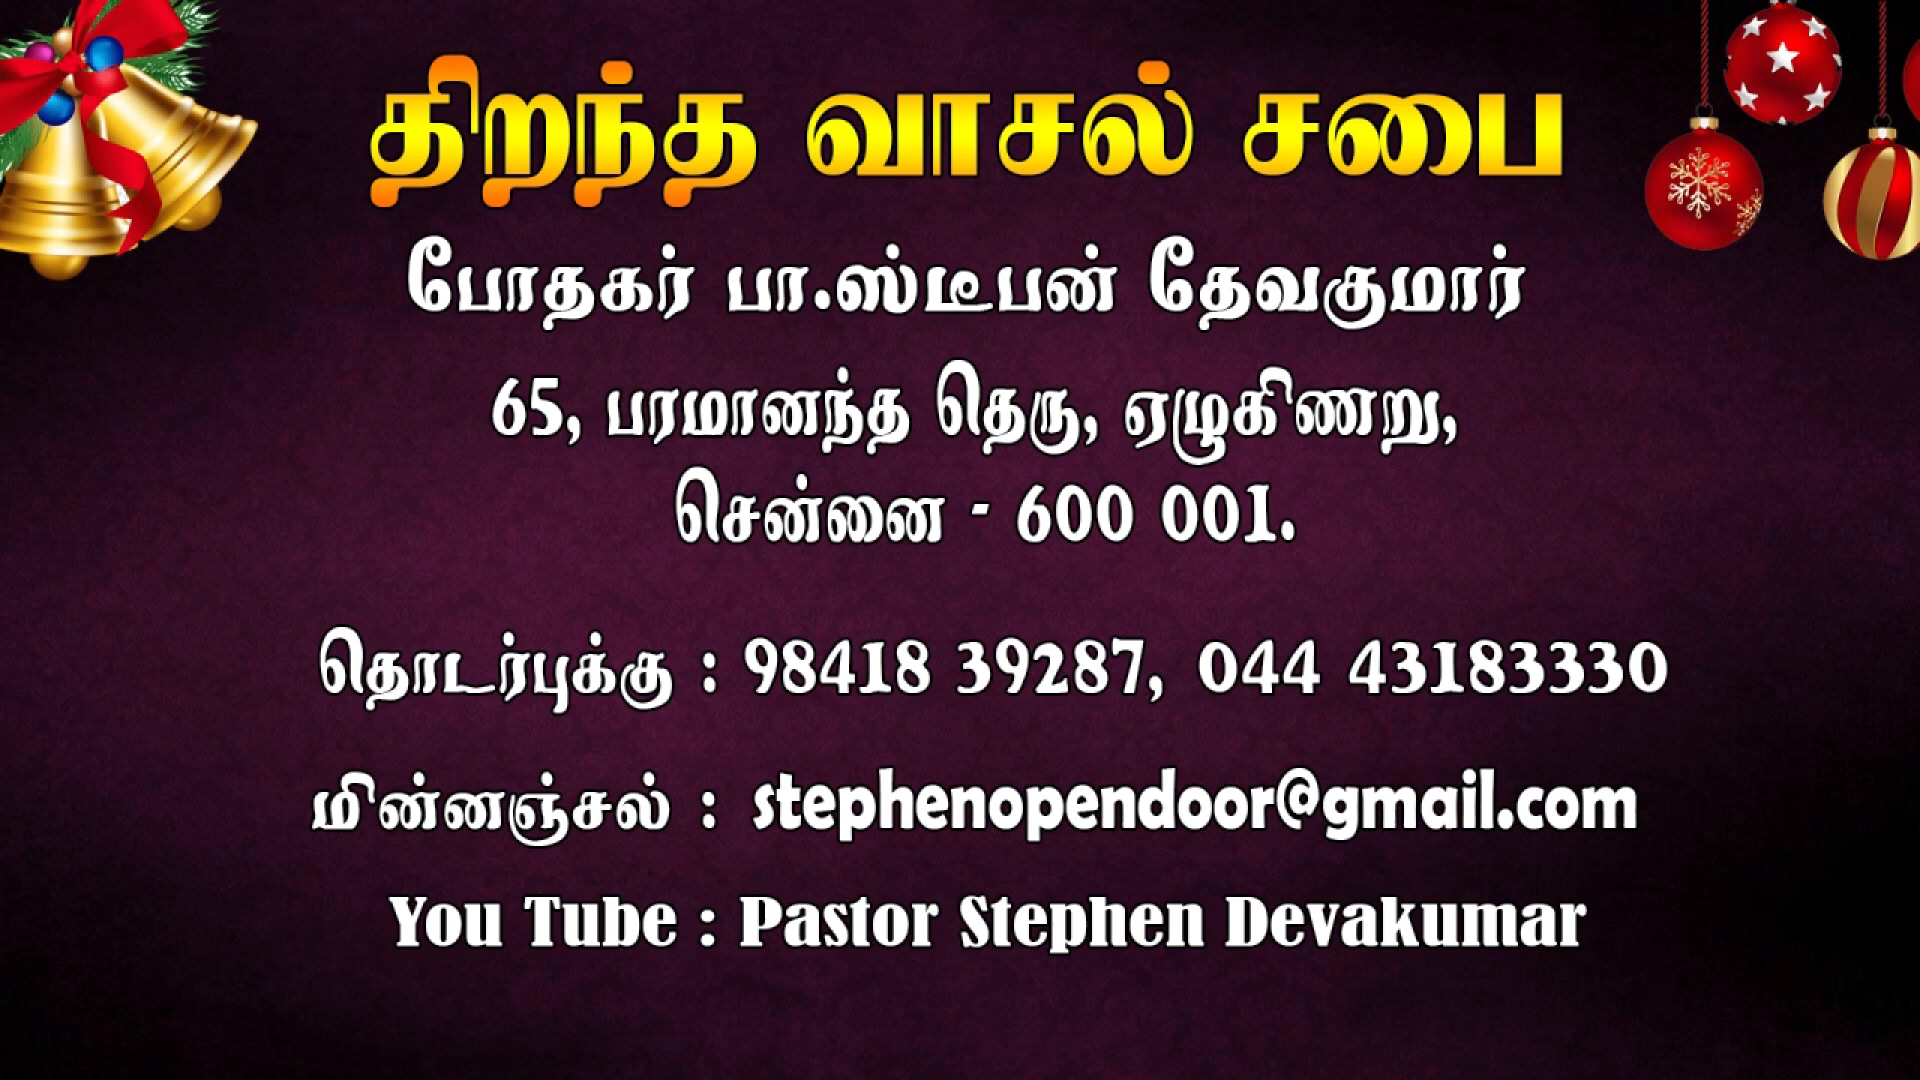 திறந்த வாசல் சபை
போதகர் பா.ஸ்டீபன் தேவகுமார்
65, பரமானந்த தெரு, ஏழுகிணறு,
சென்னை - 600 001.
தொடர்புக்கு : 98418 39287, 044 43183330
மின்னஞ்சல் : stephenopendoor@gmail.com
You Tube : Pastor Stephen Devakumar